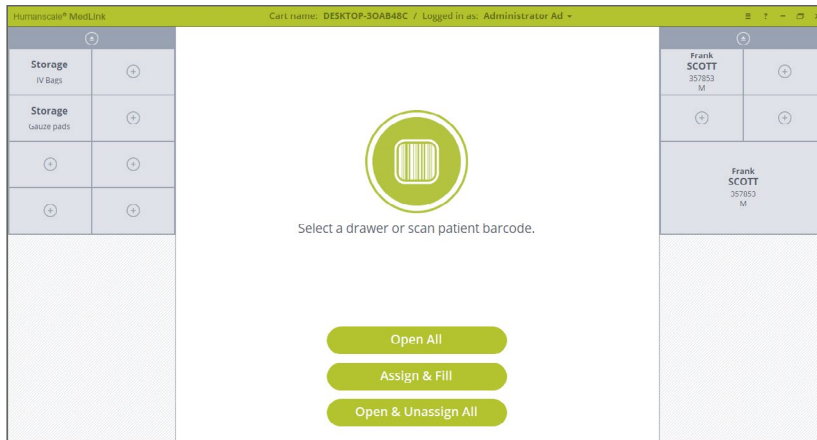 Humanscale® MedLink
Cart name: DESKTOP-3OAB48C / Logged in as: Administrator Ad
Storage
IV Bags
Storage
Gauze pads
Select a drawer or scan patient barcode.
Open All
Assign & Fill
Open & Unassign All
Frank
SCOTT
357853
M
Frank
SCOTT
357853
M